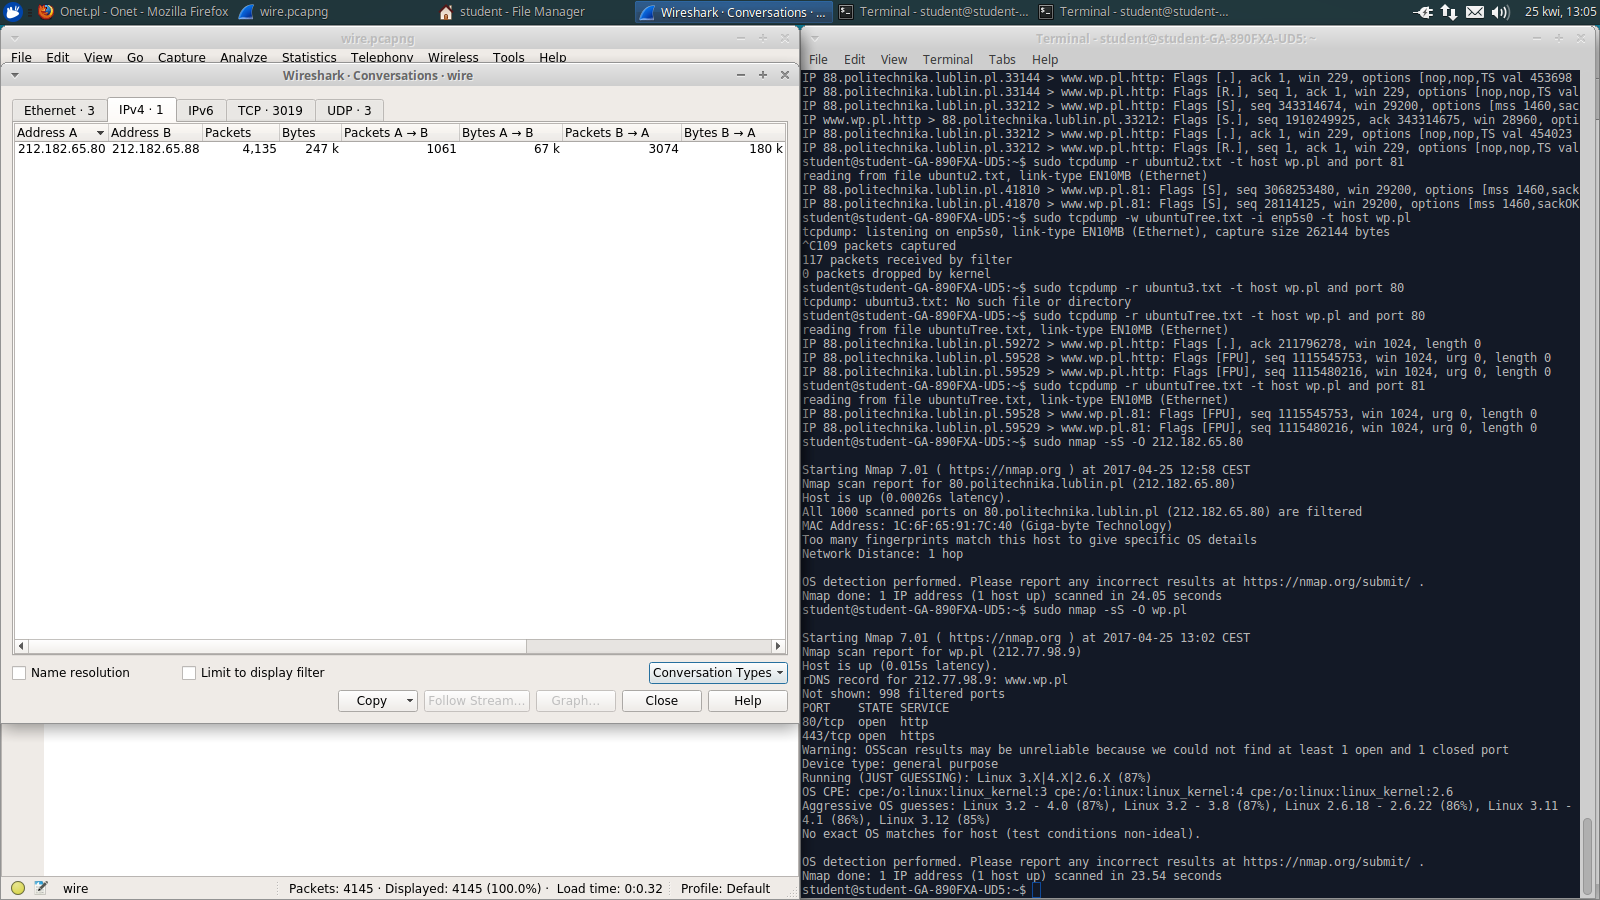 Onet.pl - Onet - Mozilla Firefox
wire.pcapng
student - File Manager
Wireshark · Conversations · ...
Terminal - student@student-...
Terminal - student@student-...
25 kwi, 13:05
wire.pcapng
File Edit View Go Capture Analyze Statistics Telephony Wireless Tools Help
Wireshark · Conversations · wire
Ethernet · 3 IPv4 · 1 IPv6 TCP · 3019 UDP · 3
Address A Address B Packets Bytes Packets A → B Bytes A → B Packets B → A Bytes B → A
212.182.65.80 212.182.65.88 4,135 247 k 1061 67 k 3074 180 k
Name resolution Limit to display filter Conversation Types
Copy Follow Stream... Graph... Close Help
wire Packets: 4145 · Displayed: 4145 (100.0%) · Load time: 0:0.32 Profile: Default
Terminal - student@student-GA-890FXA-UD5: ~
File Edit View Terminal Tabs Help
IP 88.politechnika.lublin.pl.33144 > www.wp.pl.http: Flags [.], ack 1, win 229, options [nop,nop,TS val 453698
IP 88.politechnika.lublin.pl.33144 > www.wp.pl.http: Flags [R.], seq 1, ack 1, win 229, options [nop,nop,TS val
IP 88.politechnika.lublin.pl.33212 > www.wp.pl.http: Flags [S], seq 343314674, win 29200, options [mss 1460,sac
IP www.wp.pl.http > 88.politechnika.lublin.pl.33212: Flags [S.], seq 1910249925, ack 343314675, win 28960, opti
IP 88.politechnika.lublin.pl.33212 > www.wp.pl.http: Flags [.], ack 1, win 229, options [nop,nop,TS val 454023
IP 88.politechnika.lublin.pl.33212 > www.wp.pl.http: Flags [R.], seq 1, ack 1, win 229, options [nop,nop,TS val
student@student-GA-890FXA-UD5:~$ sudo tcpdump -r ubuntu2.txt -t host wp.pl and port 81
reading from file ubuntu2.txt, link-type EN10MB (Ethernet)
IP 88.politechnika.lublin.pl.41810 > www.wp.pl.81: Flags [S], seq 3068253480, win 29200, options [mss 1460,sack
IP 88.politechnika.lublin.pl.41870 > www.wp.pl.81: Flags [S], seq 28114125, win 29200, options [mss 1460,sackOK
student@student-GA-890FXA-UD5:~$ sudo tcpdump -w ubuntuTree.txt -i enp5s0 -t host wp.pl
tcpdump: listening on enp5s0, link-type EN10MB (Ethernet), capture size 262144 bytes
^C109 packets captured
117 packets received by filter
0 packets dropped by kernel
student@student-GA-890FXA-UD5:~$ sudo tcpdump -r ubuntu3.txt -t host wp.pl and port 80
tcpdump: ubuntu3.txt: No such file or directory
student@student-GA-890FXA-UD5:~$ sudo tcpdump -r ubuntuTree.txt -t host wp.pl and port 80
reading from file ubuntuTree.txt, link-type EN10MB (Ethernet)
IP 88.politechnika.lublin.pl.59272 > www.wp.pl.http: Flags [.], ack 211796278, win 1024, length 0
IP 88.politechnika.lublin.pl.59528 > www.wp.pl.http: Flags [FPU], seq 1115545753, win 1024, urg 0, length 0
IP 88.politechnika.lublin.pl.59529 > www.wp.pl.http: Flags [FPU], seq 1115480216, win 1024, urg 0, length 0
student@student-GA-890FXA-UD5:~$ sudo tcpdump -r ubuntuTree.txt -t host wp.pl and port 81
reading from file ubuntuTree.txt, link-type EN10MB (Ethernet)
IP 88.politechnika.lublin.pl.59528 > www.wp.pl.81: Flags [FPU], seq 1115545753, win 1024, urg 0, length 0
IP 88.politechnika.lublin.pl.59529 > www.wp.pl.81: Flags [FPU], seq 1115480216, win 1024, urg 0, length 0
student@student-GA-890FXA-UD5:~$ sudo nmap -sS -O 212.182.65.80
Starting Nmap 7.01 ( https://nmap.org ) at 2017-04-25 12:58 CEST
Nmap scan report for 80.politechnika.lublin.pl (212.182.65.80)
Host is up (0.00026s latency).
All 1000 scanned ports on 80.politechnika.lublin.pl (212.182.65.80) are filtered
MAC Address: 1C:6F:65:91:7C:40 (Giga-byte Technology)
Too many fingerprints match this host to give specific OS details
Network Distance: 1 hop
OS detection performed. Please report any incorrect results at https://nmap.org/submit/ .
Nmap done: 1 IP address (1 host up) scanned in 24.05 seconds
student@student-GA-890FXA-UD5:~$ sudo nmap -sS -O wp.pl
Starting Nmap 7.01 ( https://nmap.org ) at 2017-04-25 13:02 CEST
Nmap scan report for wp.pl (212.77.98.9)
Host is up (0.015s latency).
rDNS record for 212.77.98.9: www.wp.pl
Not shown: 998 filtered ports
PORT STATE SERVICE
80/tcp open http
443/tcp open https
Warning: OSScan results may be unreliable because we could not find at least 1 open and 1 closed port
Device type: general purpose
Running (JUST GUESSING): Linux 3.X|4.X|2.6.X (87%)
OS CPE: cpe:/o:linux:linux_kernel:3 cpe:/o:linux:linux_kernel:4 cpe:/o:linux:linux_kernel:2.6
Aggressive OS guesses: Linux 3.2 - 4.0 (87%), Linux 3.2 - 3.8 (87%), Linux 2.6.18 - 2.6.22 (86%), Linux 3.11 -
4.1 (86%), Linux 3.12 (85%)
No exact OS matches for host (test conditions non-ideal).
OS detection performed. Please report any incorrect results at https://nmap.org/submit/ .
Nmap done: 1 IP address (1 host up) scanned in 23.54 seconds
student@student-GA-890FXA-UD5:~$